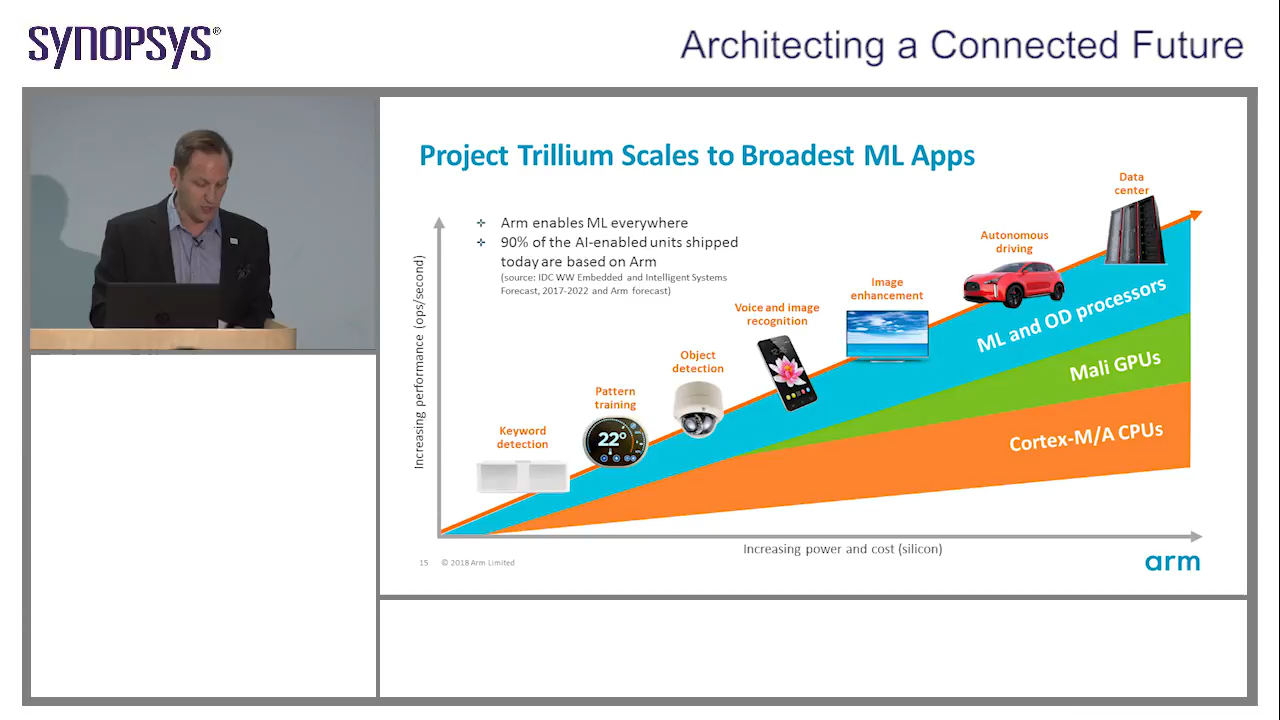 SYNOPSYS®
Architecting a Connected Future
Project Trillium Scales to Broadest ML Apps
Arm enables ML everywhere
90% of the AI-enabled units shipped
today are based on Arm
(source: IDC WW Embedded and Intelligent Systems
Forecast, 2017-2022 and Arm forecast)
Increasing performance (ops/second)
Keyword
detection
Pattern
training
22°
Object
detection
Voice and image
recognition
Image
enhancement
Autonomous
driving
Data
center
ML and OD processors
Mali GPUs
Cortex-M/A CPUs
Increasing power and cost (silicon)
15 © 2018 Arm Limited
arm